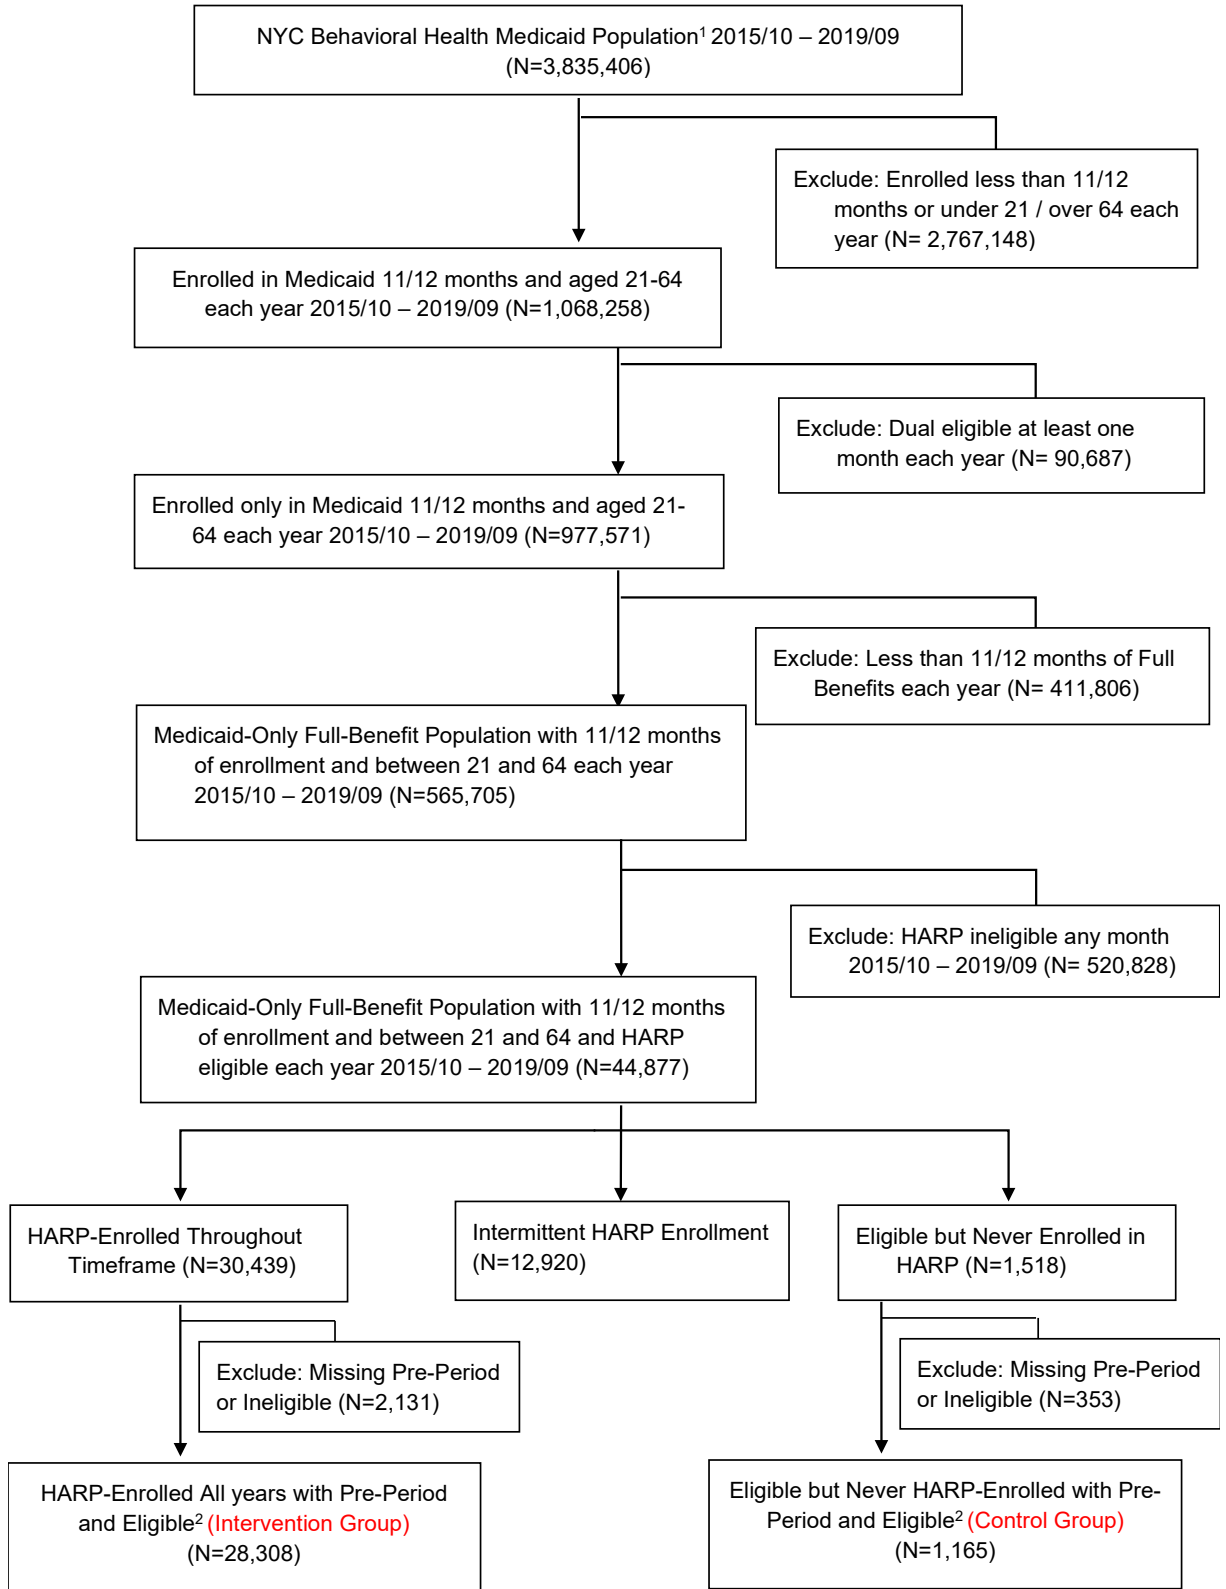 NYC Behavioral Health Medicaid Population¹ 2015/10 – 2019/09
(N=3,835,406)
Exclude: Enrolled less than 11/12
months or under 21 / over 64 each
year (N= 2,767,148)
Enrolled in Medicaid 11/12 months and aged 21-64
each year 2015/10 – 2019/09 (N=1,068,258)
Exclude: Dual eligible at least one
month each year (N= 90,687)
Enrolled only in Medicaid 11/12 months and aged 21-
64 each year 2015/10 – 2019/09 (N=977,571)
Exclude: Less than 11/12 months of Full
Benefits each year (N= 411,806)
Medicaid-Only Full-Benefit Population with 11/12 months
of enrollment and between 21 and 64 each year
2015/10 – 2019/09 (N=565,705)
Exclude: HARP ineligible any month
2015/10 – 2019/09 (N= 520,828)
Medicaid-Only Full-Benefit Population with 11/12 months
of enrollment and between 21 and 64 and HARP
eligible each year 2015/10 – 2019/09 (N=44,877)
HARP-Enrolled Throughout
Timeframe (N=30,439)
Intermittent HARP Enrollment
(N=12,920)
Eligible but Never Enrolled in
HARP (N=1,518)
Exclude: Missing Pre-Period
or Ineligible (N=2,131)
Exclude: Missing Pre-Period
or Ineligible (N=353)
HARP-Enrolled All years with Pre-Period
and Eligible² (Intervention Group)
(N=28,308)
Eligible but Never HARP-Enrolled with Pre-
Period and Eligible² (Control Group)
(N=1,165)